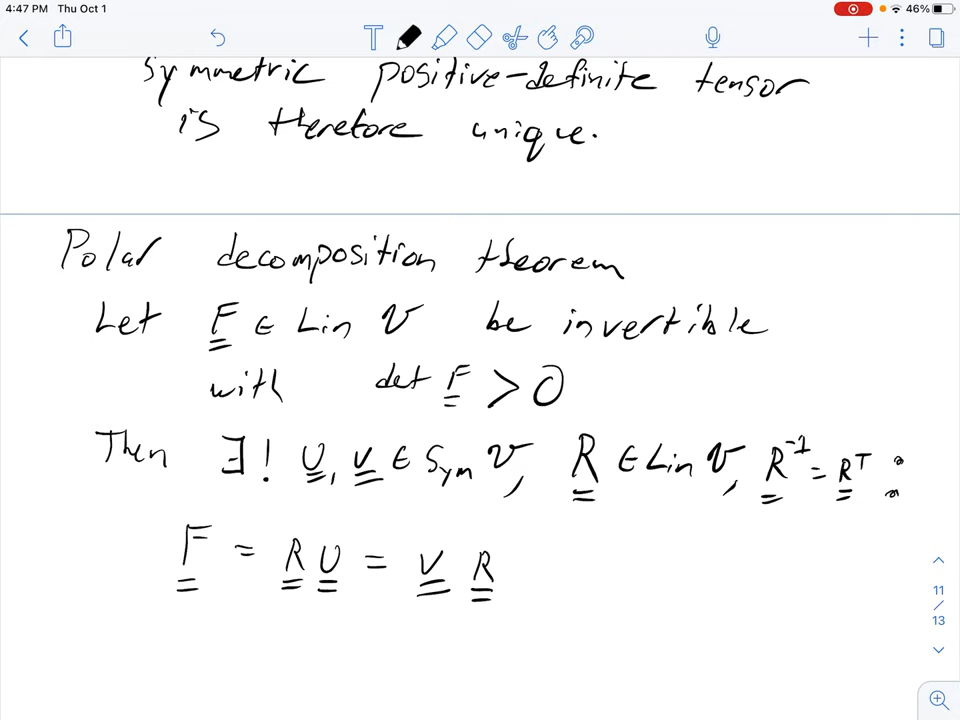 4:47 PM Thu Oct 1
46%
symmetric positive-definite tensor
is therefore unique.
Polar decomposition theorem
Let F ∈ Lin V be invertible
with det F > 0
Then ∃! U, V ∈ Sym V, R ∈ Lin V, R⁻¹ = Rᵀ :
F = R U = V R
11
/
13